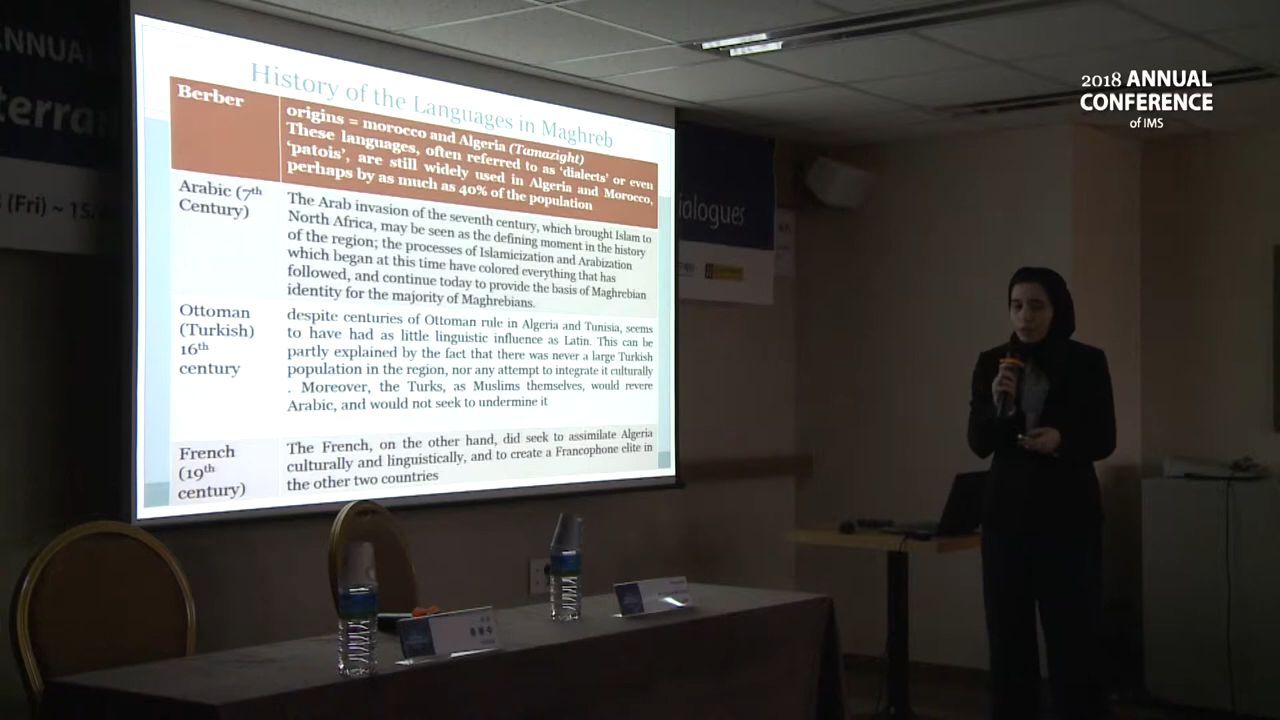 2018 ANNUAL
CONFERENCE
of IMS
ANNUAL
terra
(Fri) ~ 15.
ialogues
History of the Languages in Maghreb
Berber
origins = morocco and Algeria (Tamazight)
These languages, often referred to as ‘dialects’ or even
‘patois’, are still widely used in Algeria and Morocco,
perhaps by as much as 40% of the population
Arabic (7th
Century)
The Arab invasion of the seventh century, which brought Islam to
North Africa, may be seen as the defining moment in the history
of the region; the processes of Islamicization and Arabization
which began at this time have colored everything that has
followed, and continue today to provide the basis of Maghrebian
identity for the majority of Maghrebians.
Ottoman
(Turkish)
16th
century
despite centuries of Ottoman rule in Algeria and Tunisia, seems
to have had as little linguistic influence as Latin. This can be
partly explained by the fact that there was never a large Turkish
population in the region, nor any attempt to integrate it culturally
. Moreover, the Turks, as Muslims themselves, would revere
Arabic, and would not seek to undermine it
French
(19th
century)
The French, on the other hand, did seek to assimilate Algeria
culturally and linguistically, and to create a Francophone elite in
the other two countries